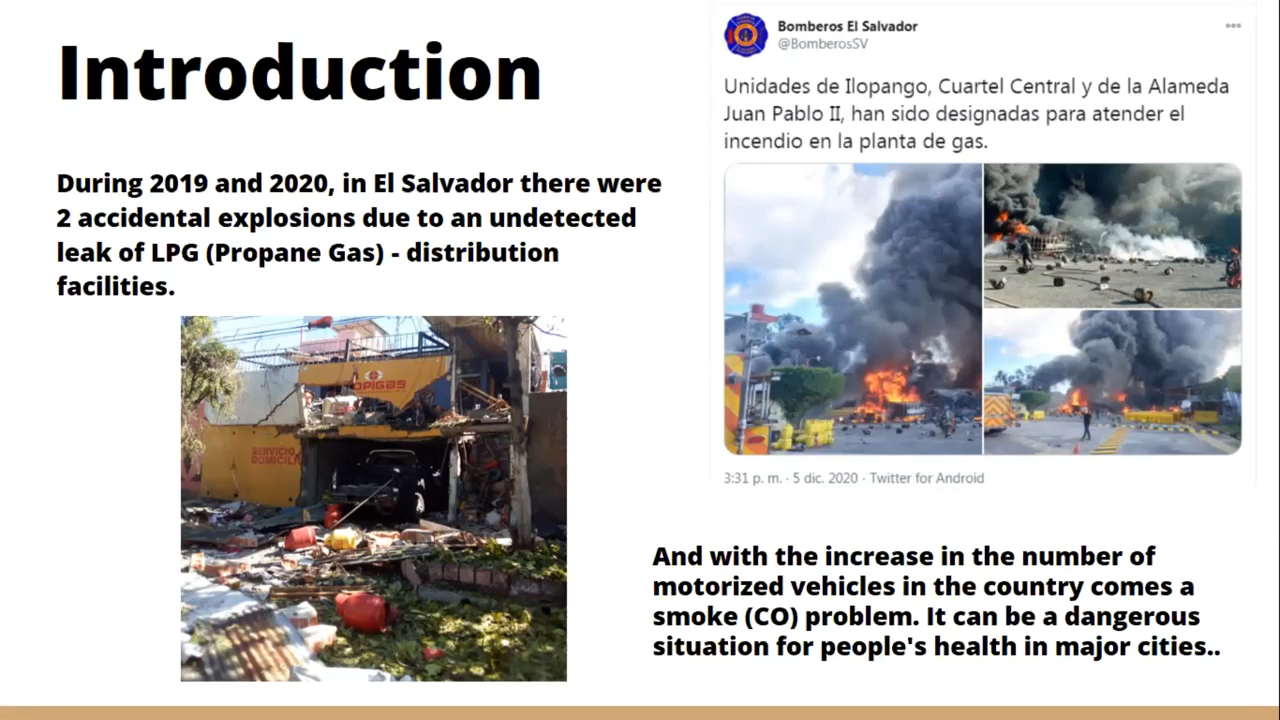 Introduction
During 2019 and 2020, in El Salvador there were
2 accidental explosions due to an undetected
leak of LPG (Propane Gas) - distribution
facilities.
OPIGAS
SERVICIO
DOMICILI
Bomberos El Salvador
@BomberosSV
Unidades de Ilopango, Cuartel Central y de la Alameda
Juan Pablo II, han sido designadas para atender el
incendio en la planta de gas.
3:31 p. m. · 5 dic. 2020 · Twitter for Android
And with the increase in the number of
motorized vehicles in the country comes a
smoke (CO) problem. It can be a dangerous
situation for people's health in major cities..